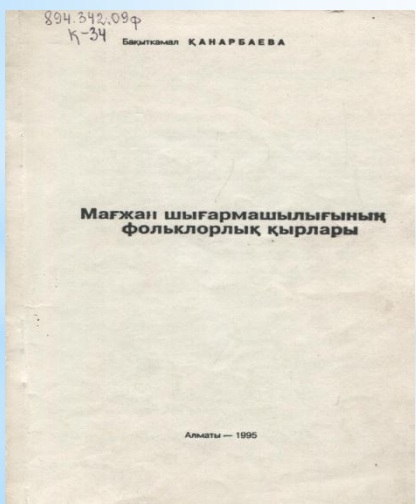 894.342.09ф
Қ-34
Бақыткамал ҚАНАРБАЕВА
Мағжан шығармашылығының
фольклорлық қырлары
Алматы — 1995